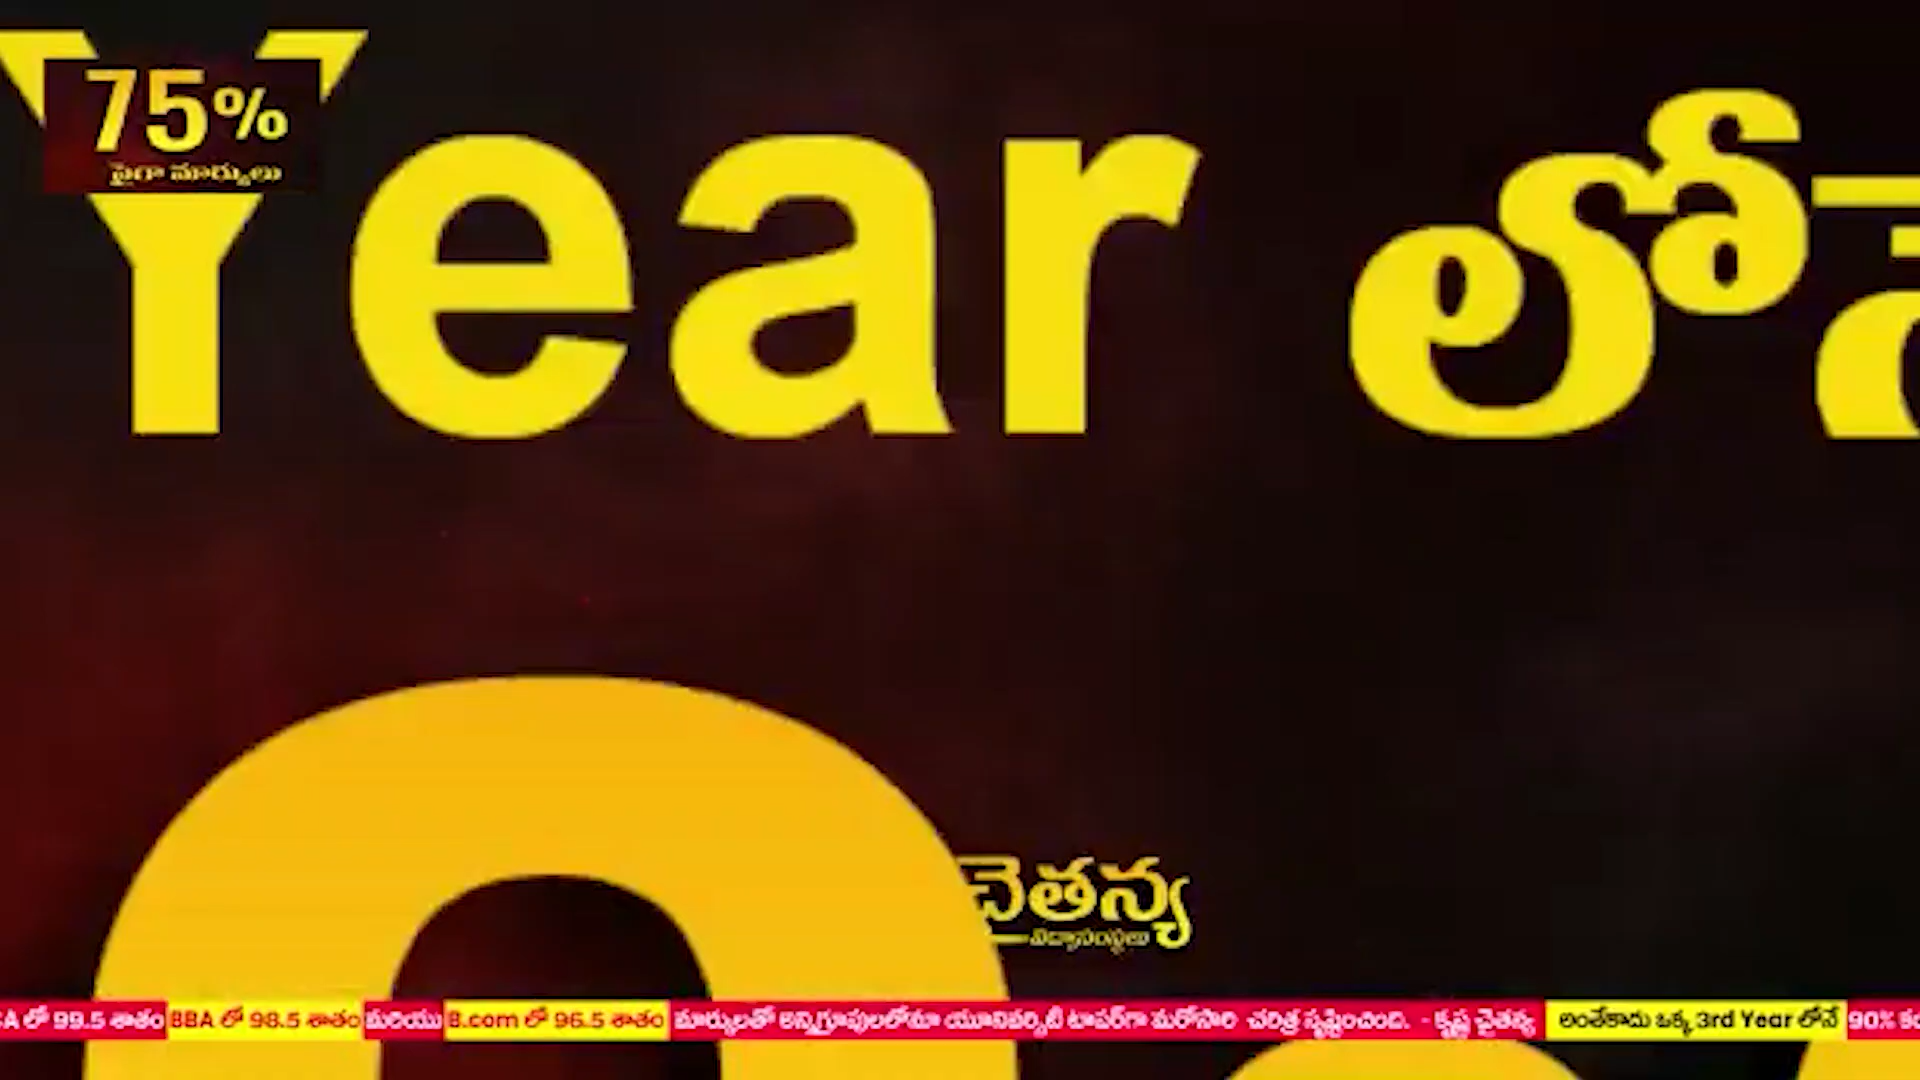 Year లో
75%
పైగా మార్కులు
చైతన్య
విద్యాసంస్థలు
లో 99.5 శాతం BBA లో 98.5 శాతం మరియు B.com లో 96.5 శాతం మార్కులతో అన్నిగ్రూపులలోనూ యూనివర్సిటీ టాపర్‌గా మరోసారి చరిత్ర సృష్టించింది. - కృష్ణ చైతన్య అంతేకాదు ఒక్క 3rd Year లోనే 90%